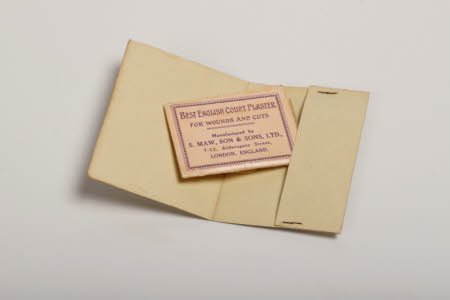 BEST ENGLISH COURT PLASTER
FOR WOUNDS AND CUTS
Manufactured by
S. MAW, SON & SONS, LTD.,
7-12, Aldersgate Street,
LONDON, ENGLAND.